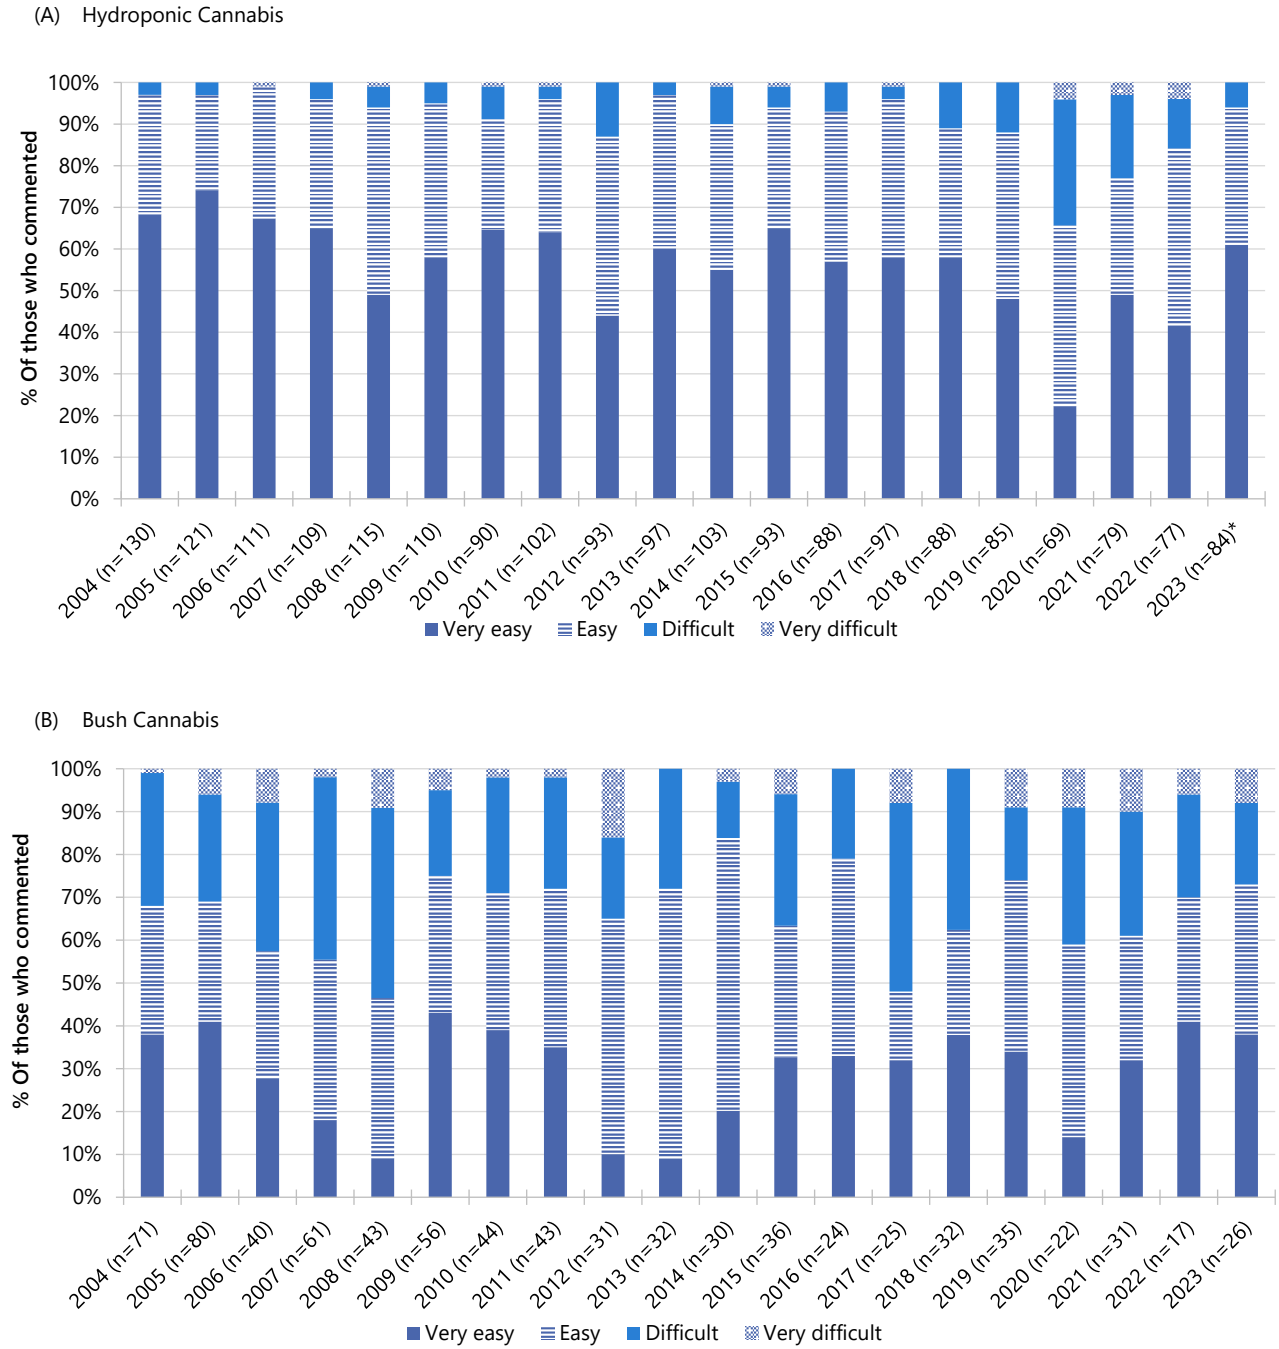 (A) Hydroponic Cannabis
100%
90%
80%
70%
60%
50%
40%
30%
20%
10%
0%
% Of those who commented
2004 (n=130)
2005 (n=121)
2006 (n=111)
2007 (n=109)
2008 (n=115)
2009 (n=110)
2010 (n=90)
2011 (n=102)
2012 (n=93)
2013 (n=97)
2014 (n=103)
2015 (n=93)
2016 (n=88)
2017 (n=97)
2018 (n=88)
2019 (n=85)
2020 (n=69)
2021 (n=79)
2022 (n=77)
2023 (n=84)*
Very easy Easy Difficult Very difficult
(B) Bush Cannabis
100%
90%
80%
70%
60%
50%
40%
30%
20%
10%
0%
% Of those who commented
2004 (n=71)
2005 (n=80)
2006 (n=40)
2007 (n=61)
2008 (n=43)
2009 (n=56)
2010 (n=44)
2011 (n=43)
2012 (n=31)
2013 (n=32)
2014 (n=30)
2015 (n=36)
2016 (n=24)
2017 (n=25)
2018 (n=32)
2019 (n=35)
2020 (n=22)
2021 (n=31)
2022 (n=17)
2023 (n=26)
Very easy Easy Difficult Very difficult